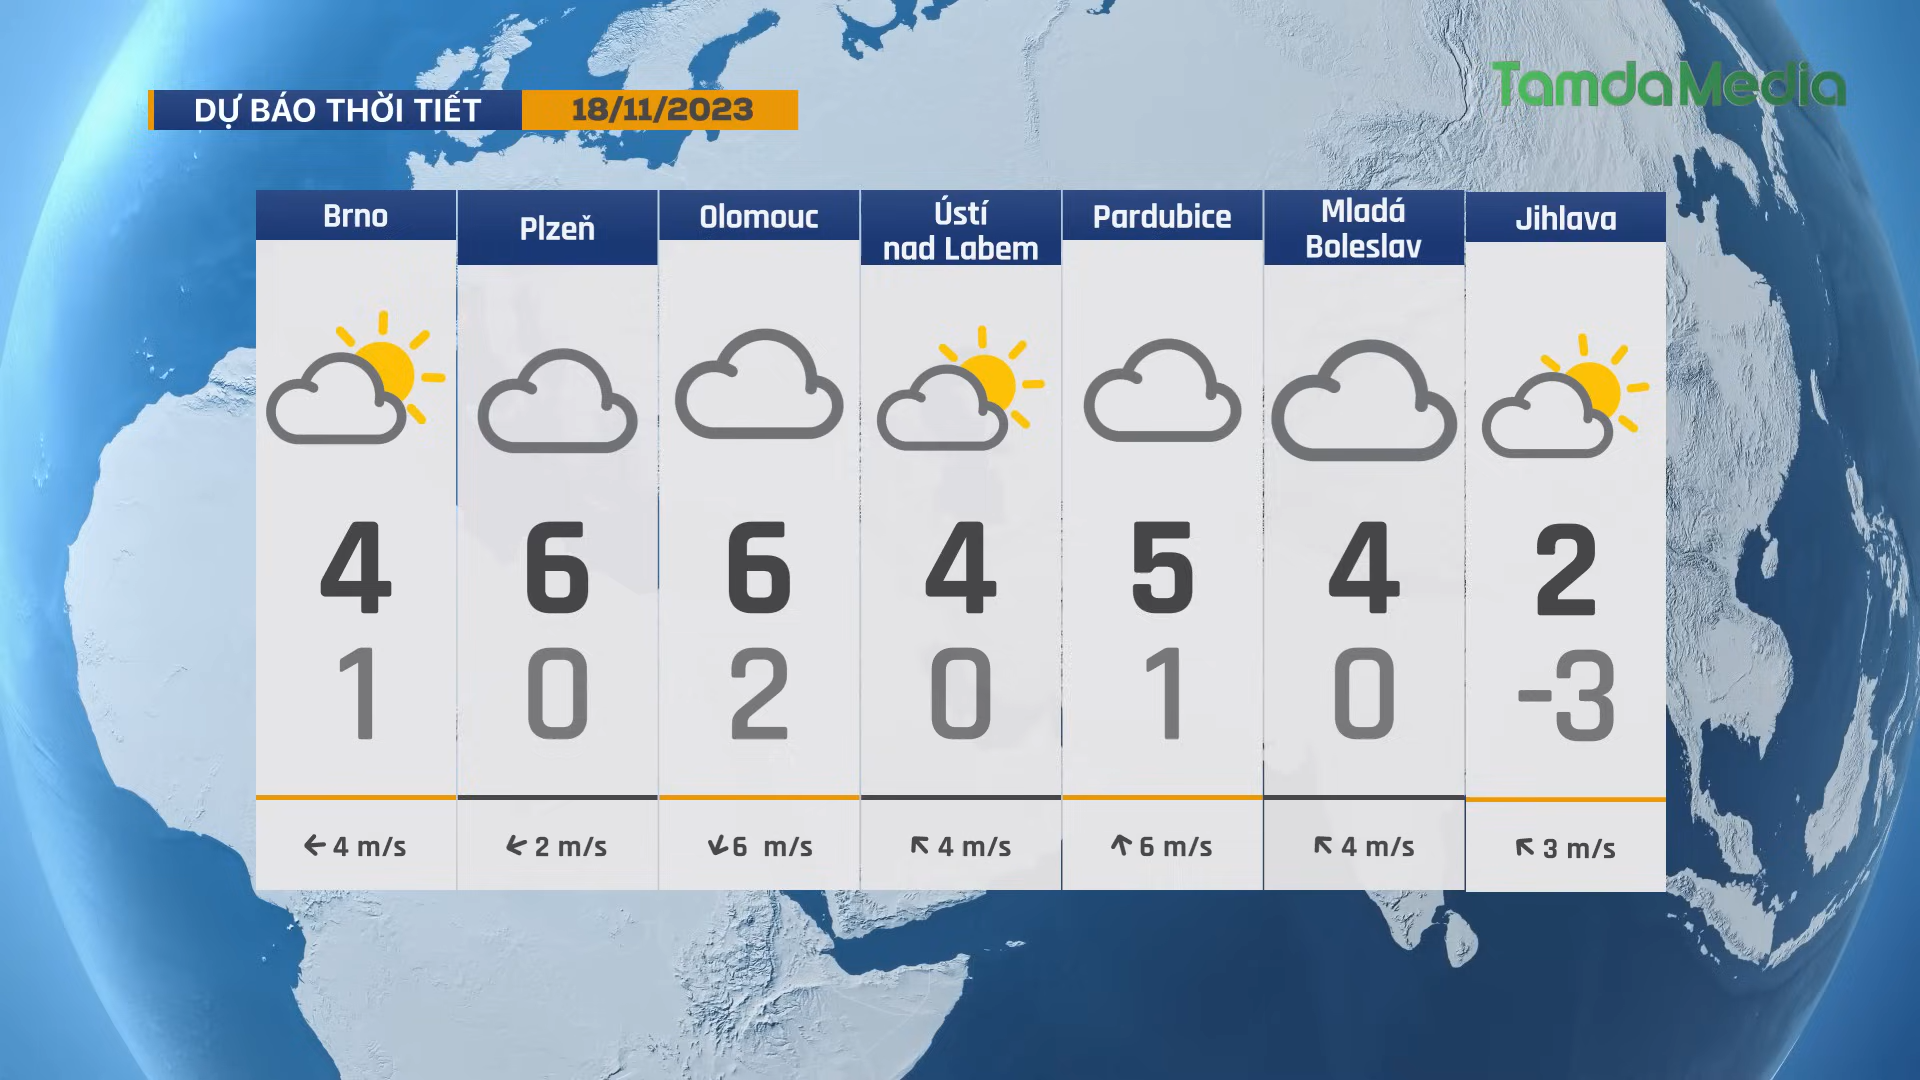 DỰ BÁO THỜI TIẾT 18/11/2023
TamdaMedia
Brno Plzeň Olomouc Ústí nad Labem Pardubice Mladá Boleslav Jihlava
4 6 6 4 5 4 2
1 0 2 0 1 0 -3
4 m/s 2 m/s 6 m/s 4 m/s 6 m/s 4 m/s 3 m/s